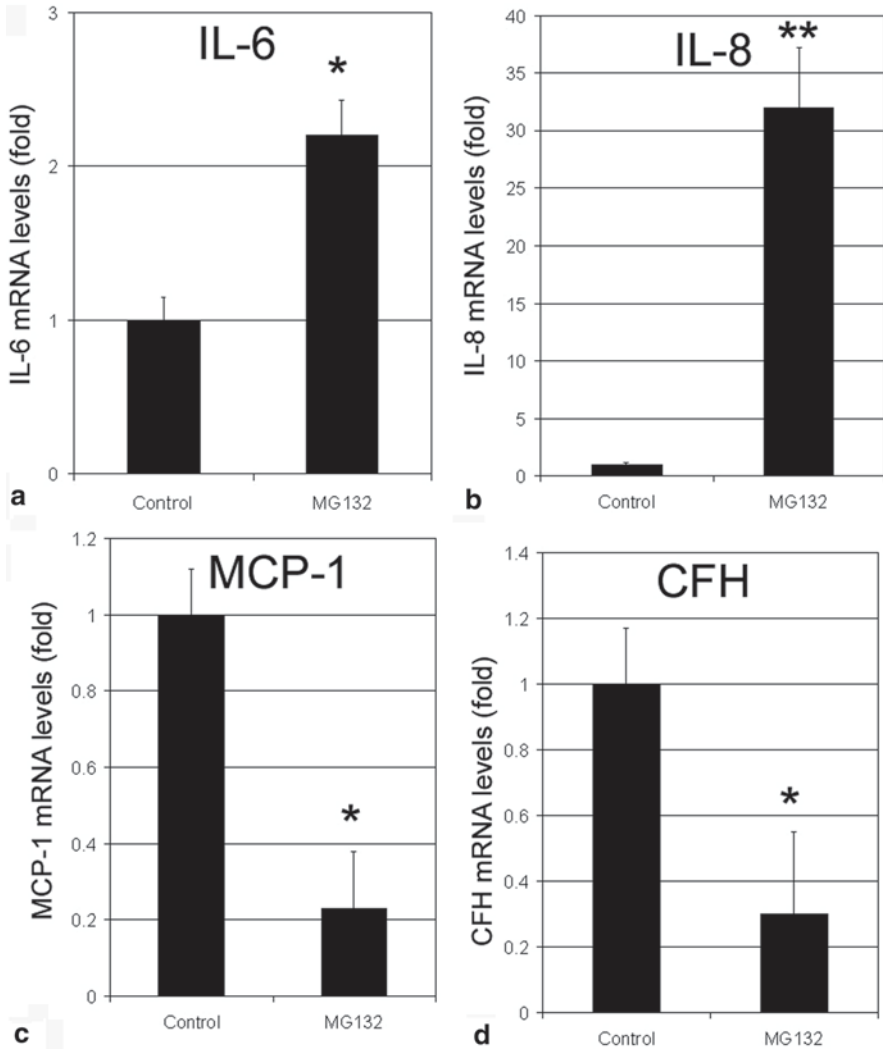 IL-6
*
IL-6 mRNA levels (fold)
3
2
1
0
Control
MG132
a
IL-8
**
IL-8 mRNA levels (fold)
40
35
30
25
20
15
10
5
0
Control
MG132
b
MCP-1
*
MCP-1 mRNA levels (fold)
1.2
1
0.8
0.6
0.4
0.2
0
Control
MG132
c
CFH
*
CFH mRNA levels (fold)
1.4
1.2
1
0.8
0.6
0.4
0.2
0
Control
MG132
d